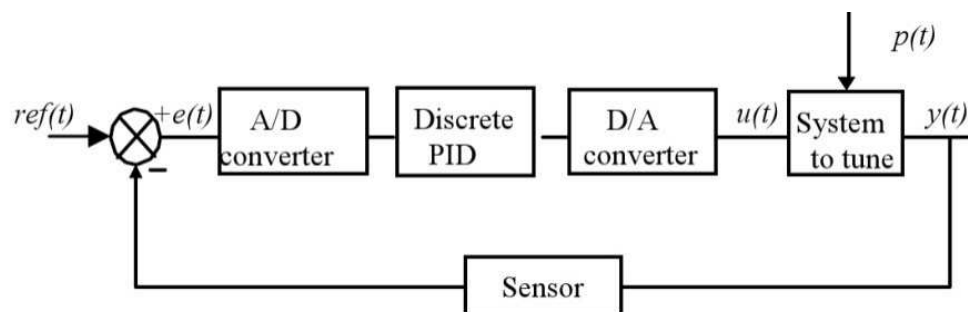 p(t)
ref(t)
+e(t)
A/D
converter
Discrete
PID
D/A
converter
u(t)
System
to tune
y(t)
−
Sensor